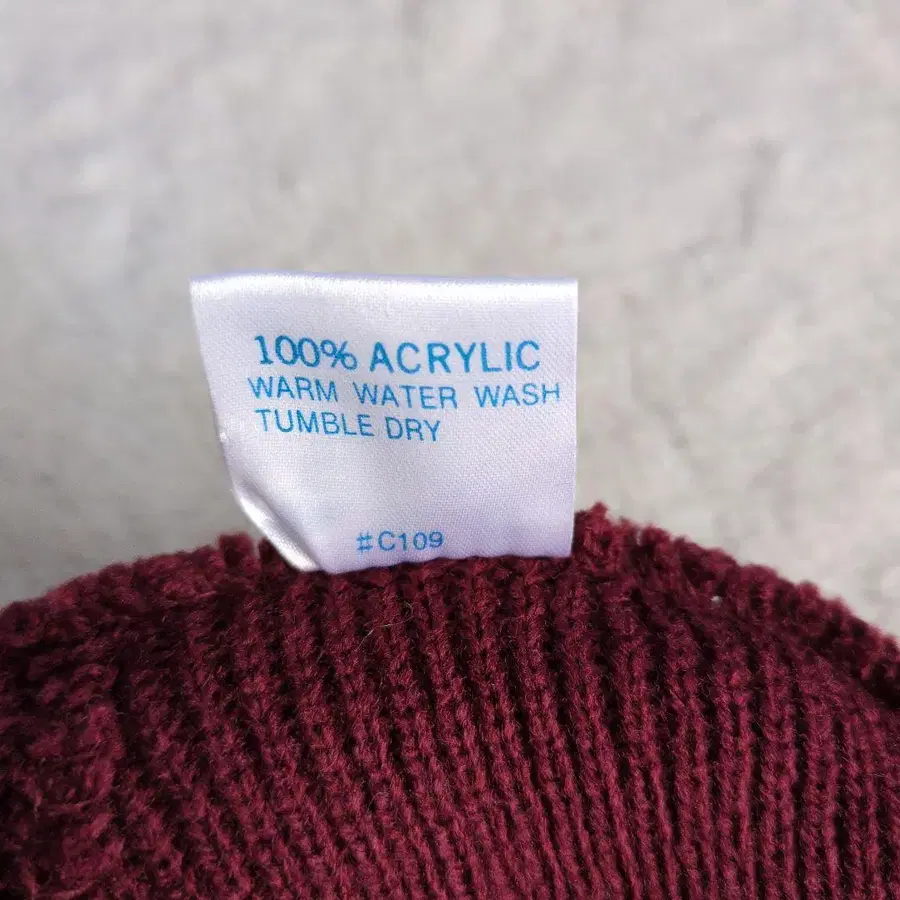 100% ACRYLIC
WARM WATER WASH
TUMBLE DRY
#C109